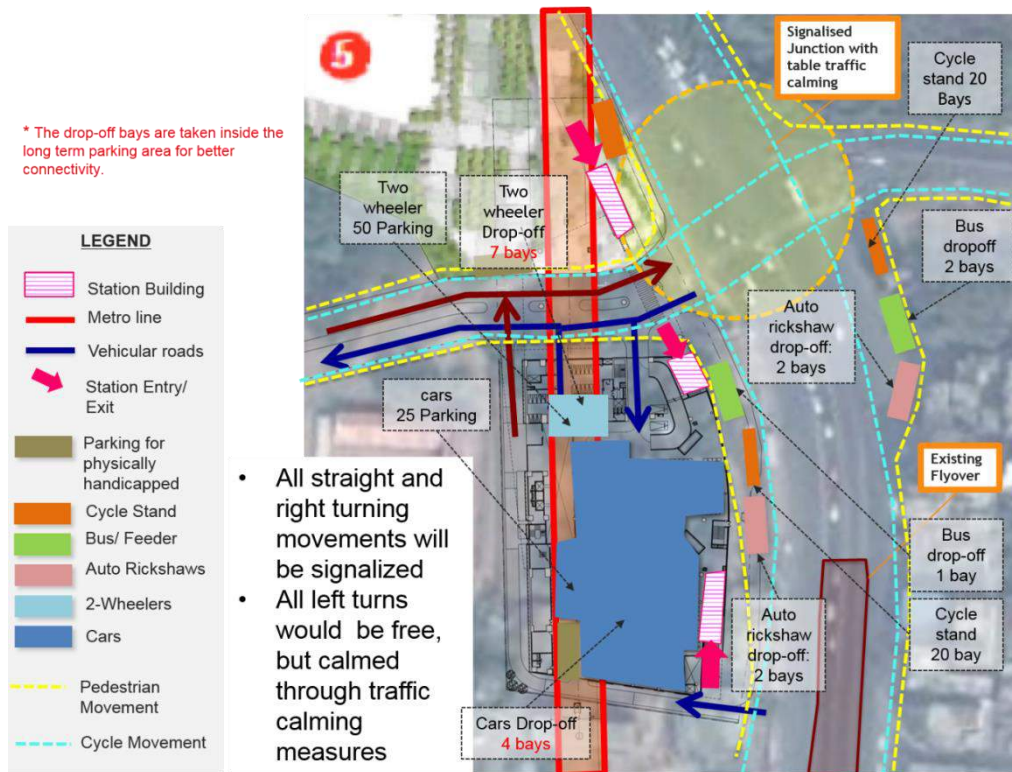 5
* The drop-off bays are taken inside the
long term parking area for better
connectivity.
Signalised
Junction with
table traffic
calming
Cycle
stand 20
Bays
Two
wheeler
50 Parking
Two
wheeler
Drop-off
7 bays
Bus
dropoff
2 bays
Auto
rickshaw
drop-off:
2 bays
cars
25 Parking
LEGEND
Station Building
Metro line
Vehicular roads
Station Entry/
Exit
Parking for
physically
handicapped
Cycle Stand
Bus/ Feeder
Auto Rickshaws
2-Wheelers
Cars
Pedestrian
Movement
Cycle Movement
• All straight and
right turning
movements will
be signalized
• All left turns
would be free,
but calmed
through traffic
calming
measures
Existing
Flyover
Bus
drop-off
1 bay
Auto
rickshaw
drop-off:
2 bays
Cycle
stand
20 bay
Cars Drop-off
4 bays